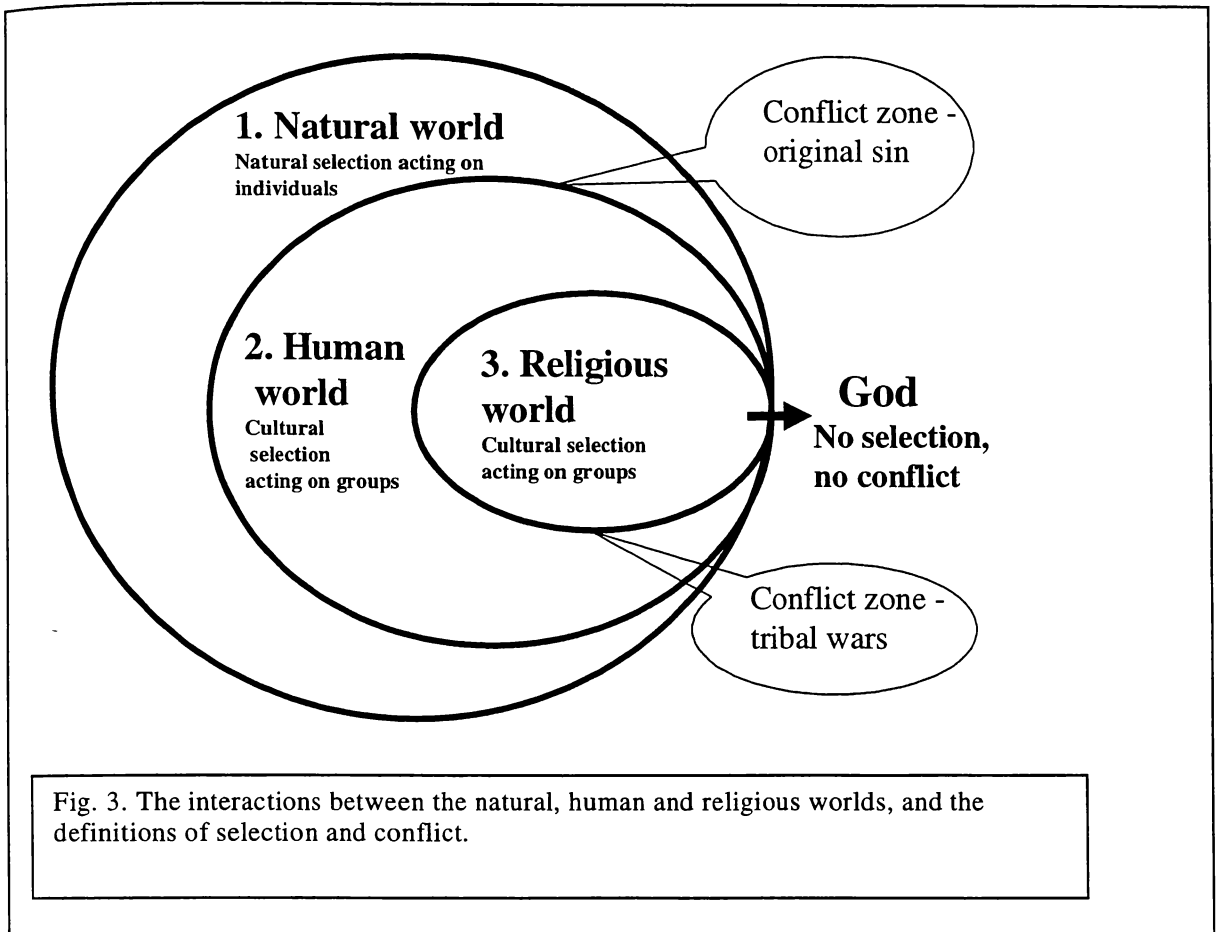 1. Natural world
Natural selection acting on
individuals
Conflict zone -
original sin
2. Human
world
Cultural
selection
acting on groups
3. Religious
world
Cultural selection
acting on groups
God
No selection,
no conflict
Conflict zone -
tribal wars
Fig. 3. The interactions between the natural, human and religious worlds, and the
definitions of selection and conflict.